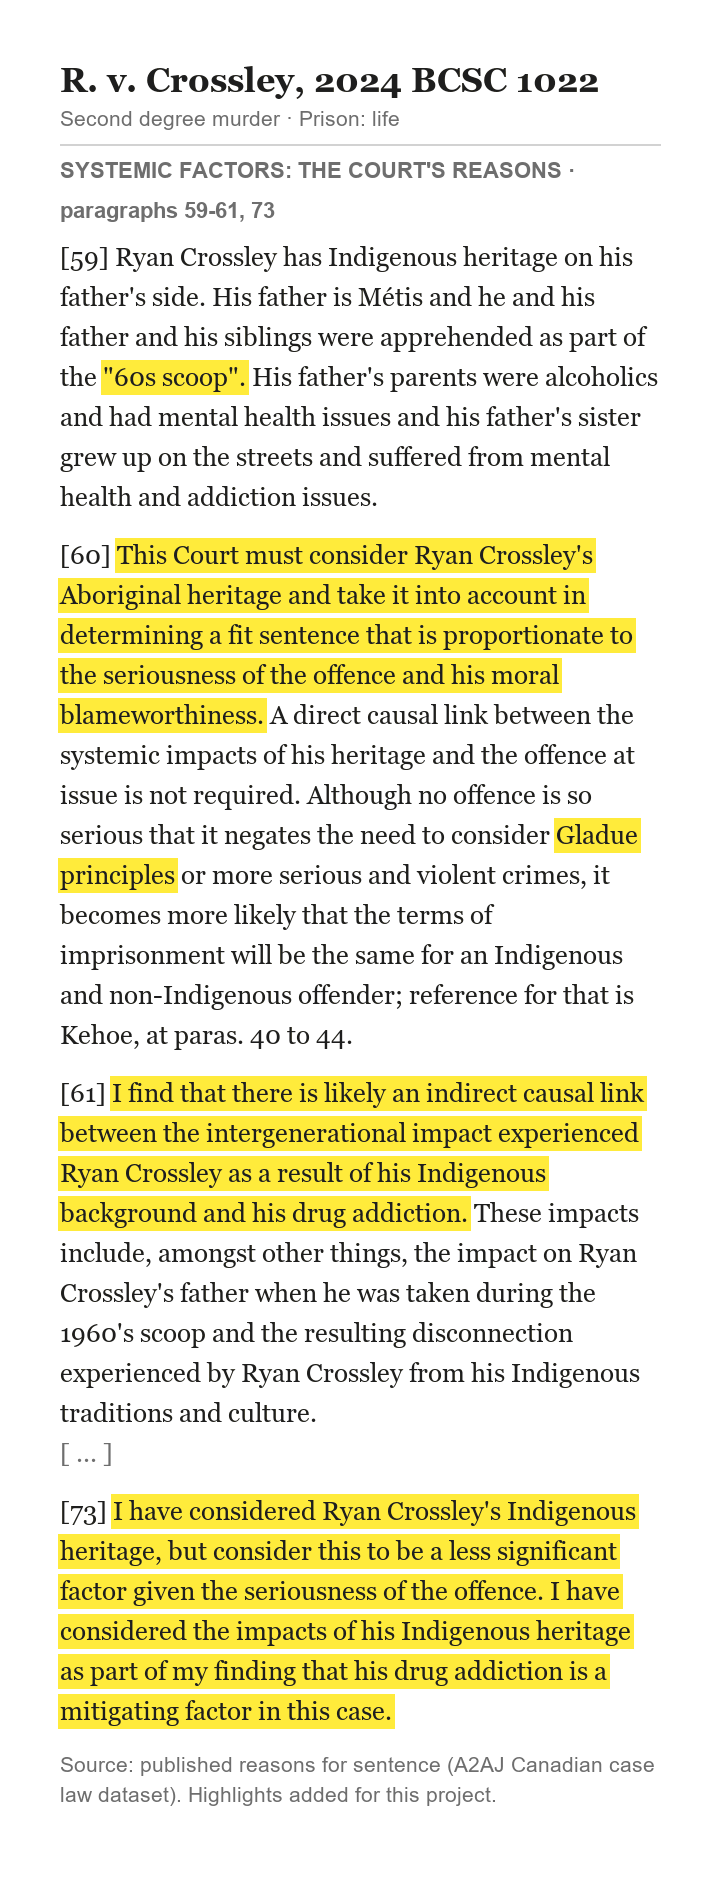 R. v. Crossley, 2024 BCSC 1022
Second degree murder · Prison: life
SYSTEMIC FACTORS: THE COURT'S REASONS ·
paragraphs 59-61, 73
[59] Ryan Crossley has Indigenous heritage on his
father's side. His father is Métis and he and his
father and his siblings were apprehended as part of
the "60s scoop". His father's parents were alcoholics
and had mental health issues and his father's sister
grew up on the streets and suffered from mental
health and addiction issues.
[60] This Court must consider Ryan Crossley's
Aboriginal heritage and take it into account in
determining a fit sentence that is proportionate to
the seriousness of the offence and his moral
blameworthiness. A direct causal link between the
systemic impacts of his heritage and the offence at
issue is not required. Although no offence is so
serious that it negates the need to consider Gladue
principles or more serious and violent crimes, it
becomes more likely that the terms of
imprisonment will be the same for an Indigenous
and non-Indigenous offender; reference for that is
Kehoe, at paras. 40 to 44.
[61] I find that there is likely an indirect causal link
between the intergenerational impact experienced
Ryan Crossley as a result of his Indigenous
background and his drug addiction. These impacts
include, amongst other things, the impact on Ryan
Crossley's father when he was taken during the
1960's scoop and the resulting disconnection
experienced by Ryan Crossley from his Indigenous
traditions and culture.
[ ... ]
[73] I have considered Ryan Crossley's Indigenous
heritage, but consider this to be a less significant
factor given the seriousness of the offence. I have
considered the impacts of his Indigenous heritage
as part of my finding that his drug addiction is a
mitigating factor in this case.
Source: published reasons for sentence (A2AJ Canadian case
law dataset). Highlights added for this project.